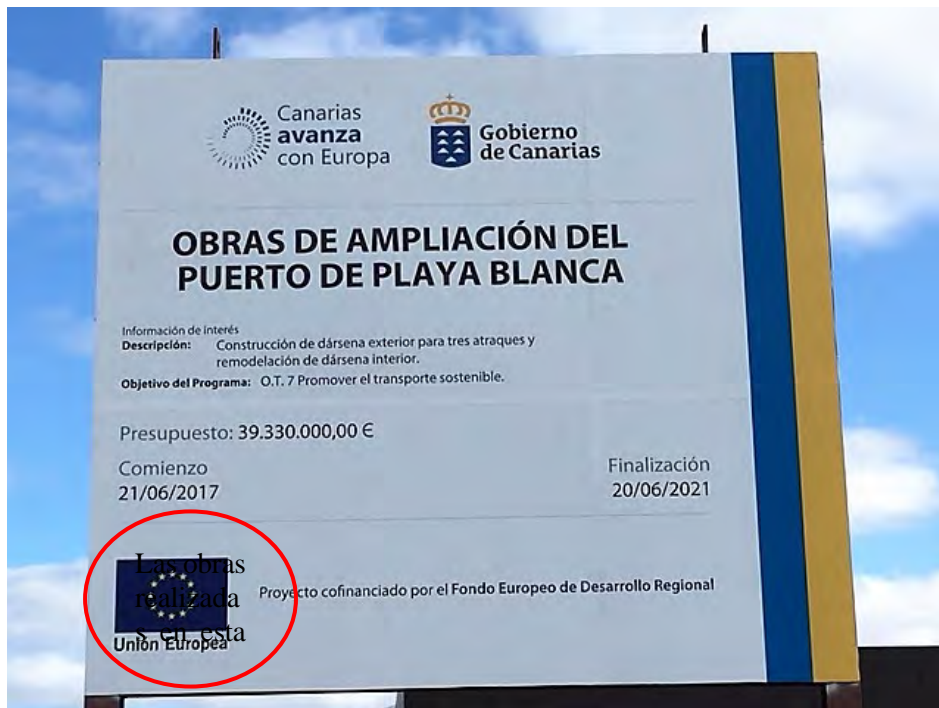 Canarias
avanza
con Europa
Gobierno
de Canarias
OBRAS DE AMPLIACIÓN DEL
PUERTO DE PLAYA BLANCA
Información de interés
Descripción: Construcción de dársena exterior para tres atraques y
remodelación de dársena interior.
Objetivo del Programa: O.T. 7 Promover el transporte sostenible.
Presupuesto: 39.330.000,00 €
Comienzo
21/06/2017
Finalización
20/06/2021
Las obras
realizada
s en esta
Unión Europea
Proyecto cofinanciado por el Fondo Europeo de Desarrollo Regional